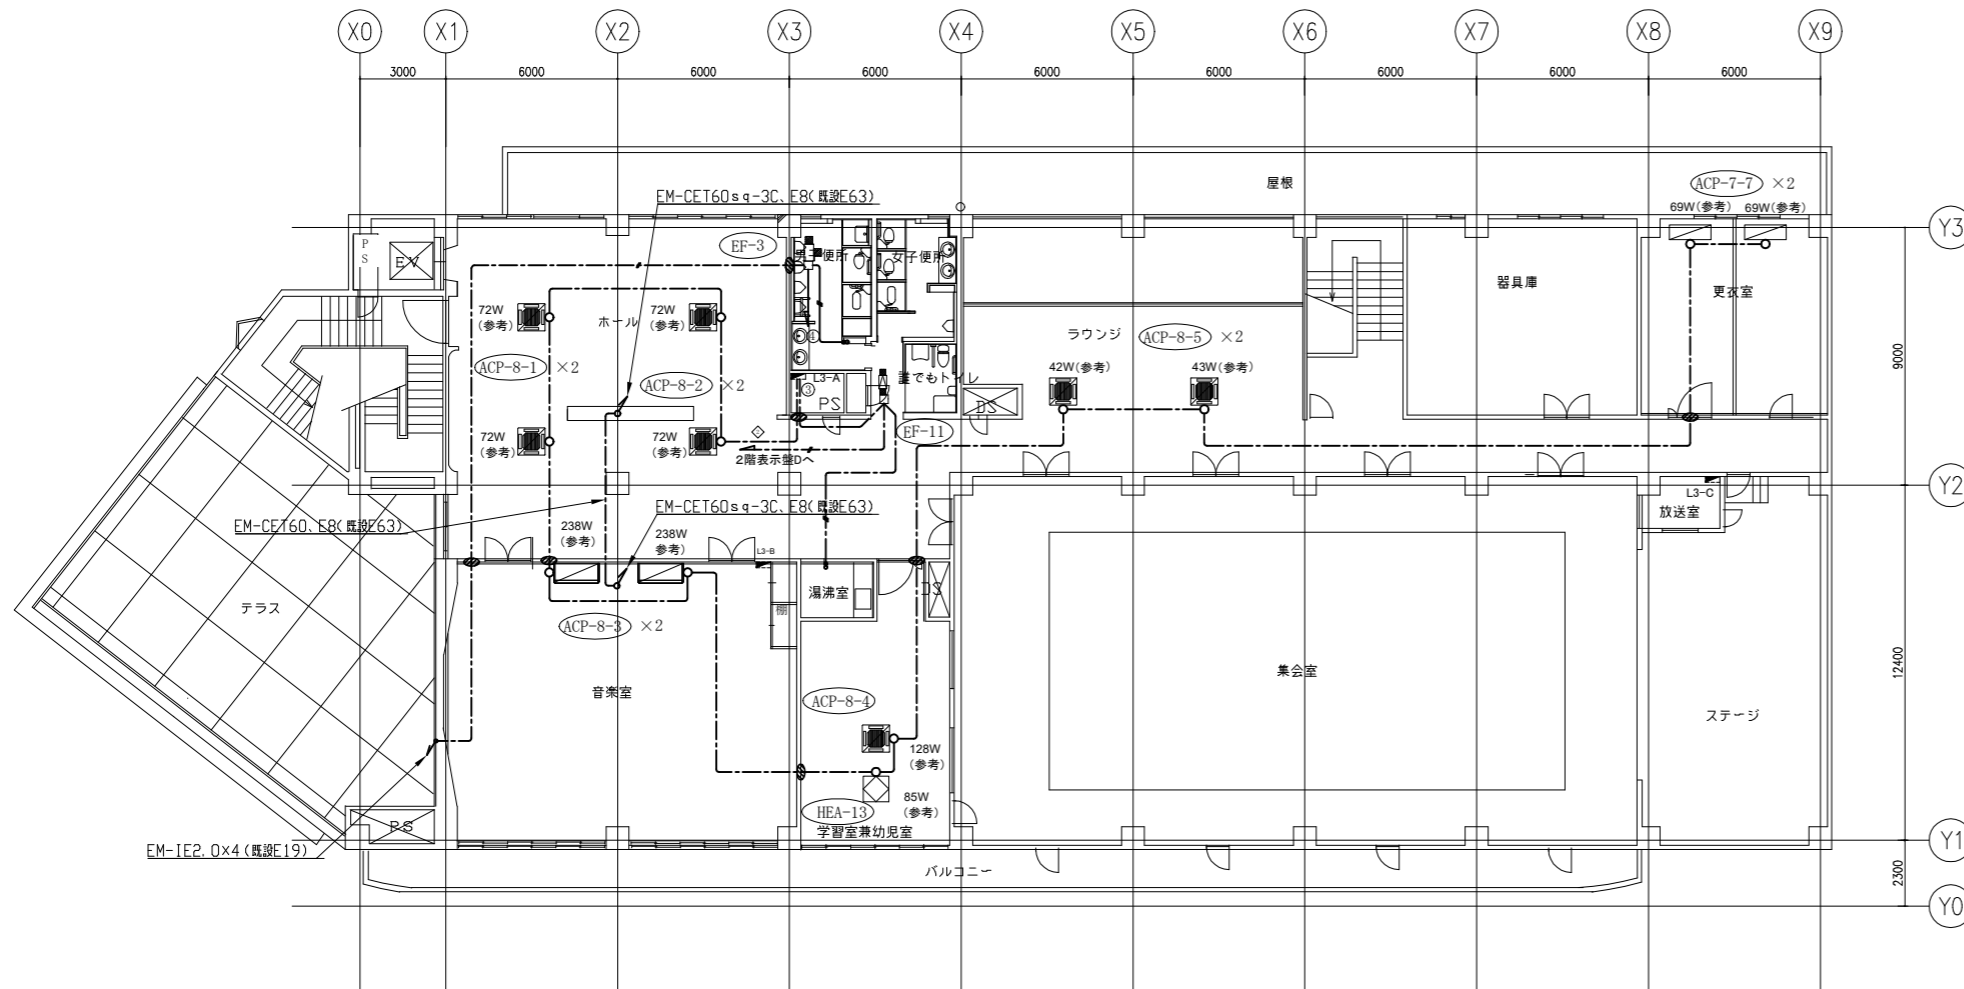 X0 X1 X2 X3 X4 X5 X6 X7 X8 X9
3000 6000 6000 6000 6000 6000 6000 6000 6000
屋根
ACP-7-7 ×2
69W(参考) 69W(参考)
EM-CET60sq-3C、E8(既設E63)
Y3
PS
EV
EF-3
男子便所
女子便所
器具庫
更衣室
72W
(参考)
72W
(参考)
ホール
ラウンジ
ACP-8-5 ×2
④
ACP-8-1 ×2
ACP-8-2 ×2
42W(参考)
43W(参考)
9000
L3-A
③
PS
誰でもトイレ
DS
72W
(参考)
72W
(参考)
EF-11
2階表示盤Dへ
Y2
EM-CET60、E8(既設E63)
EM-CET60sq-3C、E8(既設E63)
L3-C
放送室
238W
(参考)
238W
参考)
L3-B
湯沸室
DS
棚
テラス
ACP-8-3 ×2
音楽室
ACP-8-4
集会室
ステージ
12400
128W
(参考)
85W
(参考)
HEA-13
学習室兼幼児室
PS
EM-IE2.0×4(既設E19)
Y1
バルコニー
2300
Y0